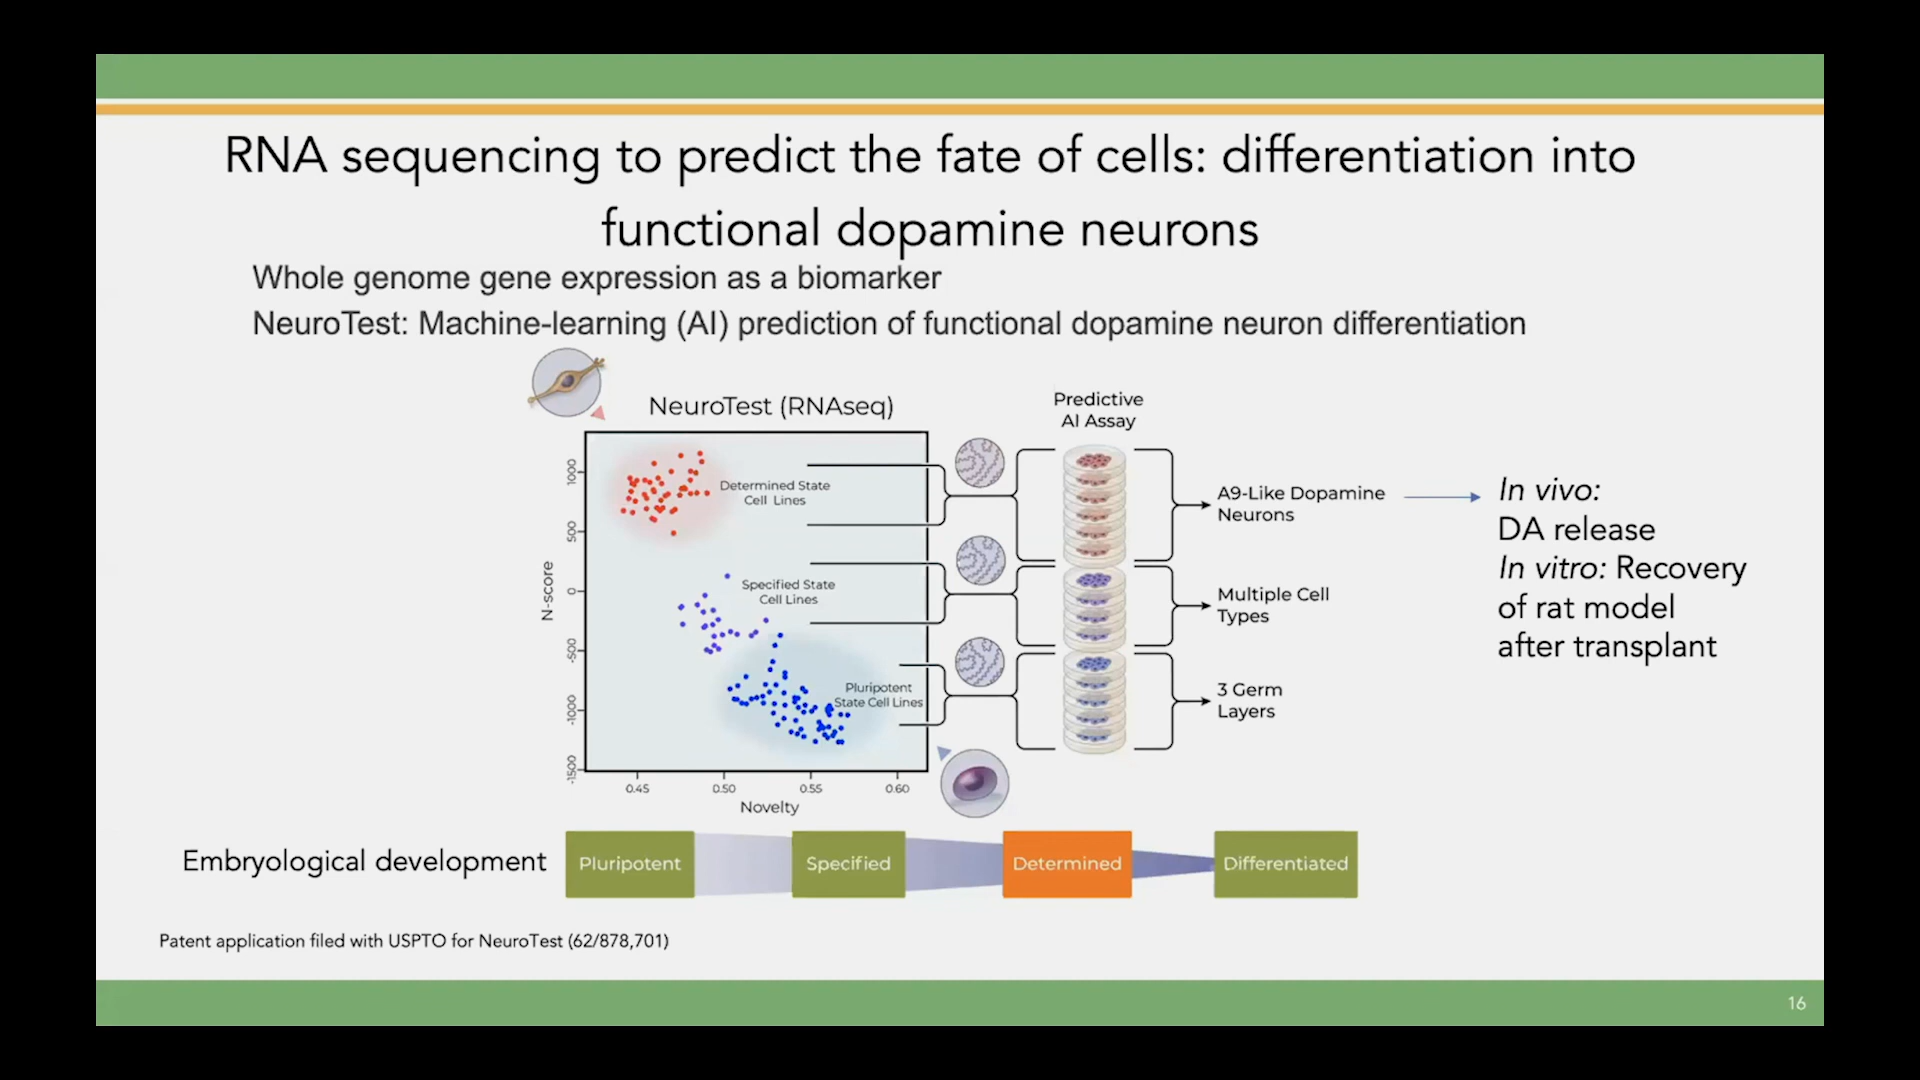 RNA sequencing to predict the fate of cells: differentiation into
functional dopamine neurons
Whole genome gene expression as a biomarker
NeuroTest: Machine-learning (AI) prediction of functional dopamine neuron differentiation
NeuroTest (RNAseq)
Predictive
AI Assay
N-score
1000
500
0
-500
-1000
-1500
Determined State
Cell Lines
Specified State
Cell Lines
Pluripotent
State Cell Lines
0.45
0.50
0.55
0.60
Novelty
A9-Like Dopamine
Neurons
Multiple Cell
Types
3 Germ
Layers
In vivo:
DA release
In vitro: Recovery
of rat model
after transplant
Embryological development
Pluripotent
Specified
Determined
Differentiated
Patent application filed with USPTO for NeuroTest (62/878,701)
16